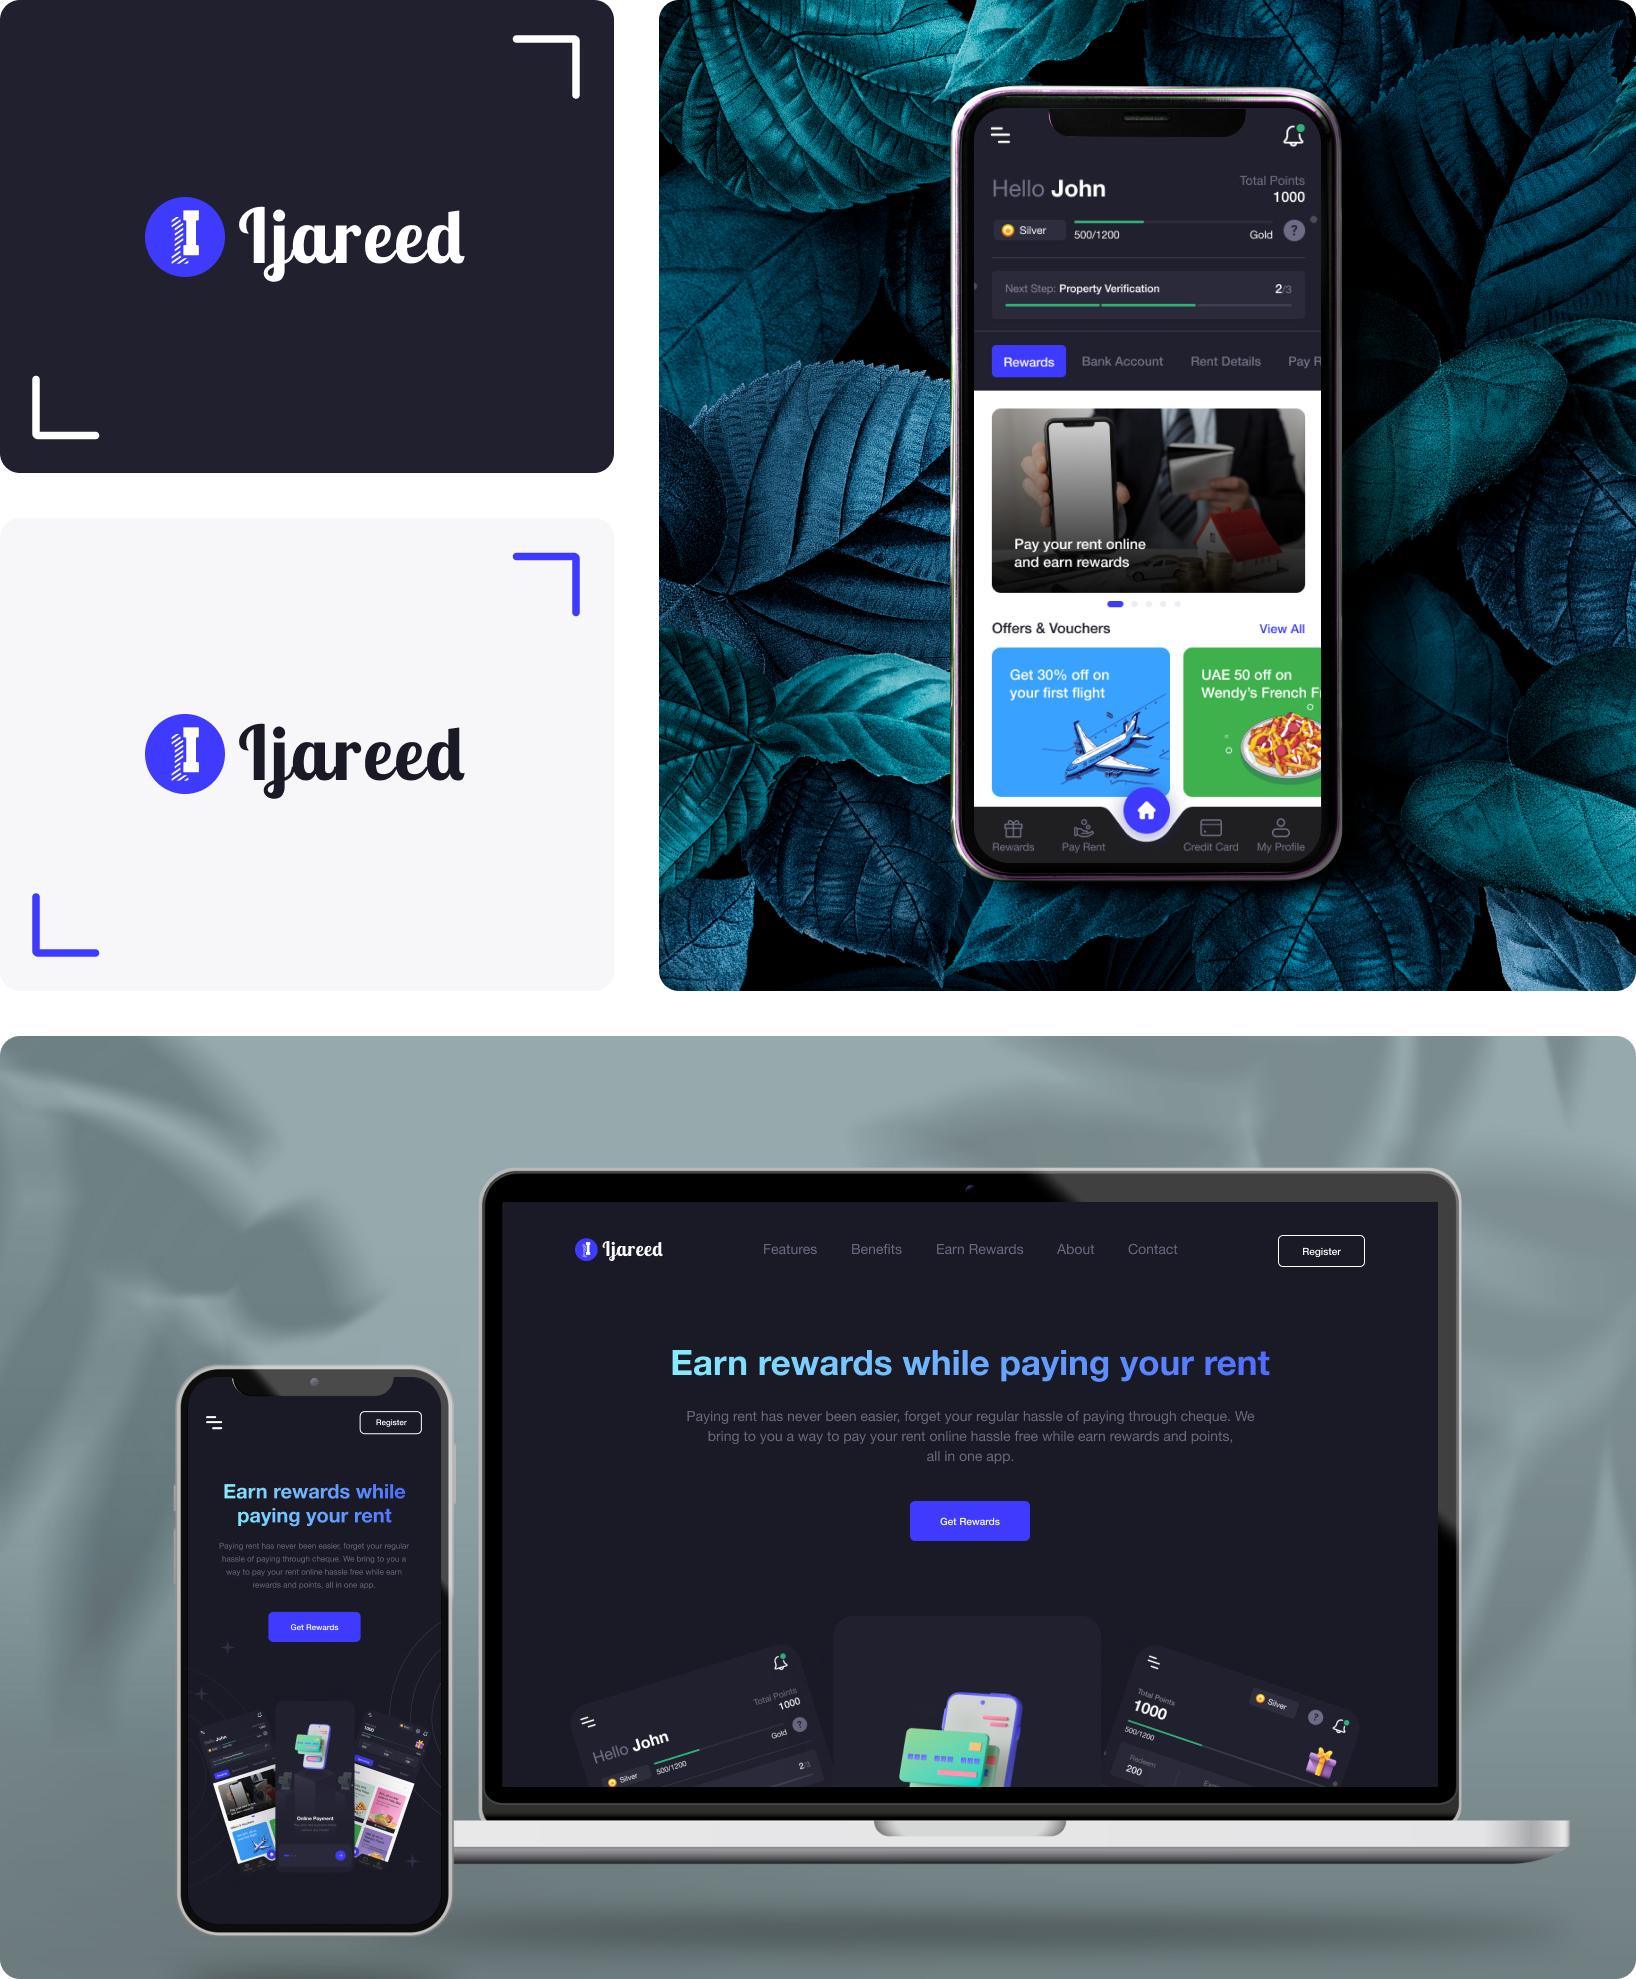 Ijareed
Ijareed
Hello John
Total Points
1000
Silver
500/1200
Gold
?
Next Step: Property Verification
2/3
Rewards
Bank Account
Rent Details
Pay R
Pay your rent online
and earn rewards
Offers & Vouchers
View All
Get 30% off on
your first flight
UAE 50 off on
Wendy's French Fr
Rewards
Pay Rent
Credit Card
My Profile
Register
Earn rewards while
paying your rent
Paying rent has never been easier, forget your regular
hassle of paying through cheque. We bring to you a
way to pay your rent online hassle free while earn
rewards and points, all in one app.
Get Rewards
Hello John
Online Payment
Ijareed
Features
Benefits
Earn Rewards
About
Contact
Register
Earn rewards while paying your rent
Paying rent has never been easier, forget your regular hassle of paying through cheque. We
bring to you a way to pay your rent online hassle free while earn rewards and points,
all in one app.
Get Rewards
Total Points
1000
Hello John
Gold
?
Silver
500/1200
2/3
Total Points
1000
Silver
?
500/1200
Redeem
200